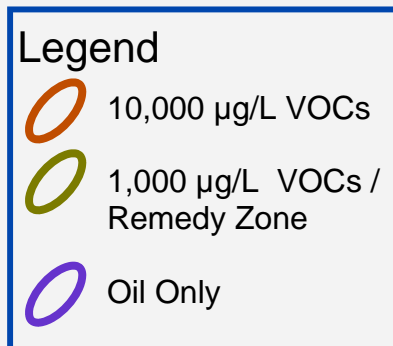 Legend
10,000 µg/L VOCs
1,000 µg/L  VOCs /
Remedy Zone
Oil Only